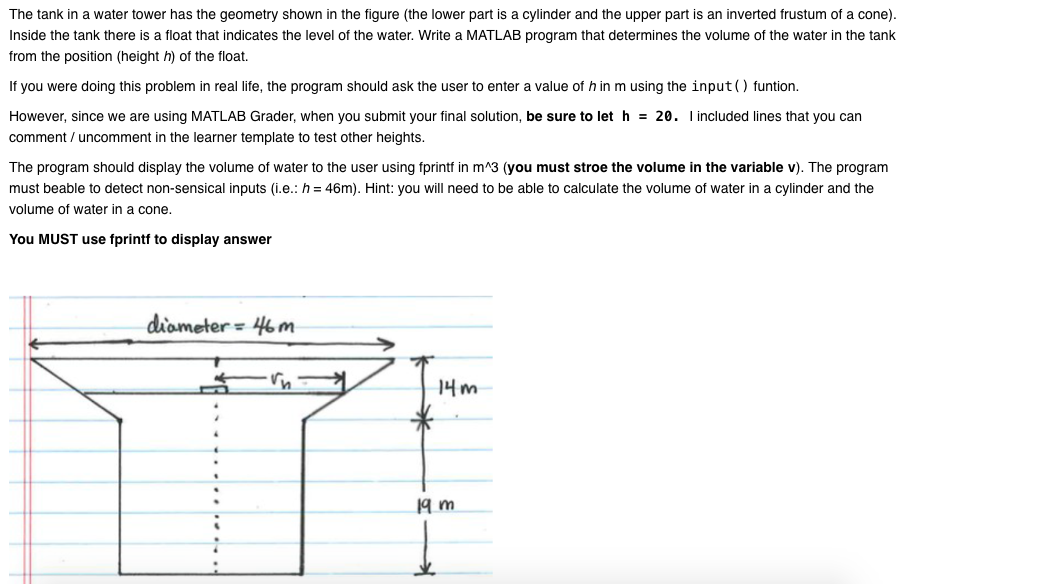 The tank in a water tower has the geometry shown in the figure (the lower part is a cylinder and the upper part is an inverted frustum of a cone).
Inside the tank there is a float that indicates the level of the water. Write a MATLAB program that determines the volume of the water in the tank
from the position (height h) of the float.
If you were doing this problem in real life, the program should ask the user to enter a value of h in m using the input() funtion.
However, since we are using MATLAB Grader, when you submit your final solution, be sure to let h = 20. I included lines that you can
comment / uncomment in the learner template to test other heights.
The program should display the volume of water to the user using fprintf in m^3 (you must stroe the volume in the variable v). The program
must beable to detect non-sensical inputs (i.e.: h = 46m). Hint: you will need to be able to calculate the volume of water in a cylinder and the
volume of water in a cone.
You MUST use fprintf to display answer
diameter = 46 m
rh
14 m
19 m